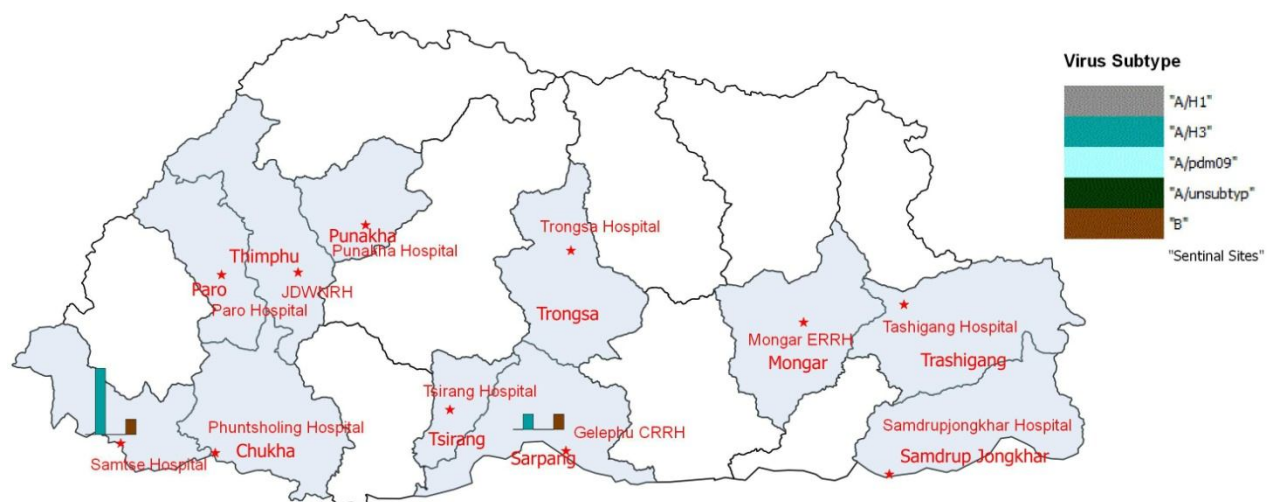 Virus Subtype
"A/H1"
"A/H3"
"A/pdm09"
"A/unsubtyp"
"B"
"Sentinal Sites"
Punakha
Punakha Hospital
Trongsa Hospital
Thimphu
JDWNRH
Paro
Paro Hospital
Trongsa
Tashigang Hospital
Mongar ERRH
Mongar
Trashigang
Tsirang Hospital
Phuntsholing Hospital
Gelephu CRRH
Samdrupjongkhar Hospital
Tsirang
Chukha
Sarpang
Samtse Hospital
Samdrup Jongkhar